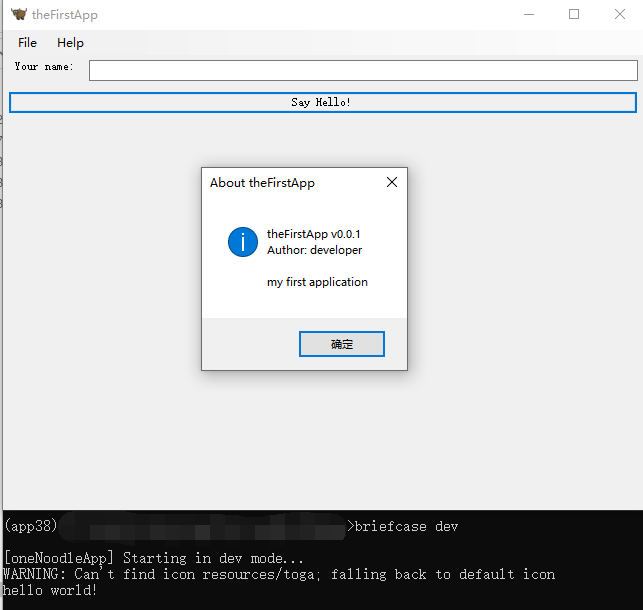 theFirstApp
File Help
Your name:
Say Hello!
About theFirstApp
theFirstApp v0.0.1
Author: developer
my first application
确定
(app38) >briefcase dev
[oneNoodleApp] Starting in dev mode...
WARNING: Can't find icon resources/toga; falling back to default icon
hello world!